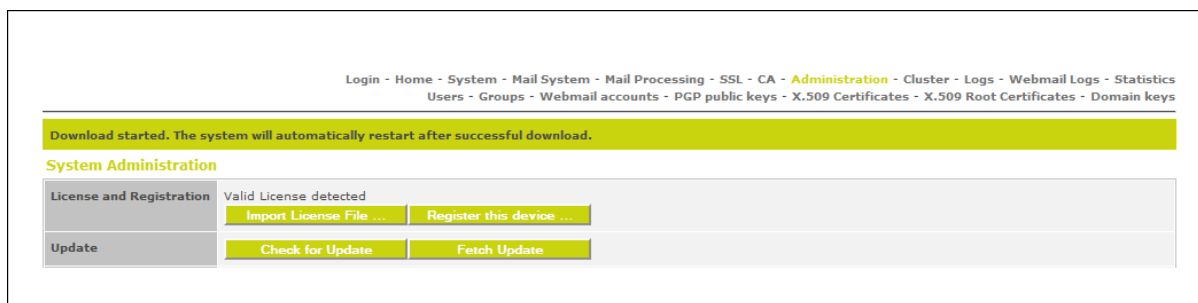 Login - Home - System - Mail System - Mail Processing - SSL - CA - Administration - Cluster - Logs - Webmail Logs - Statistics
Users - Groups - Webmail accounts - PGP public keys - X.509 Certificates - X.509 Root Certificates - Domain keys
Download started. The system will automatically restart after successful download.
System Administration
License and Registration Valid License detected
Import License File ... Register this device ...
Update Check for Update Fetch Update